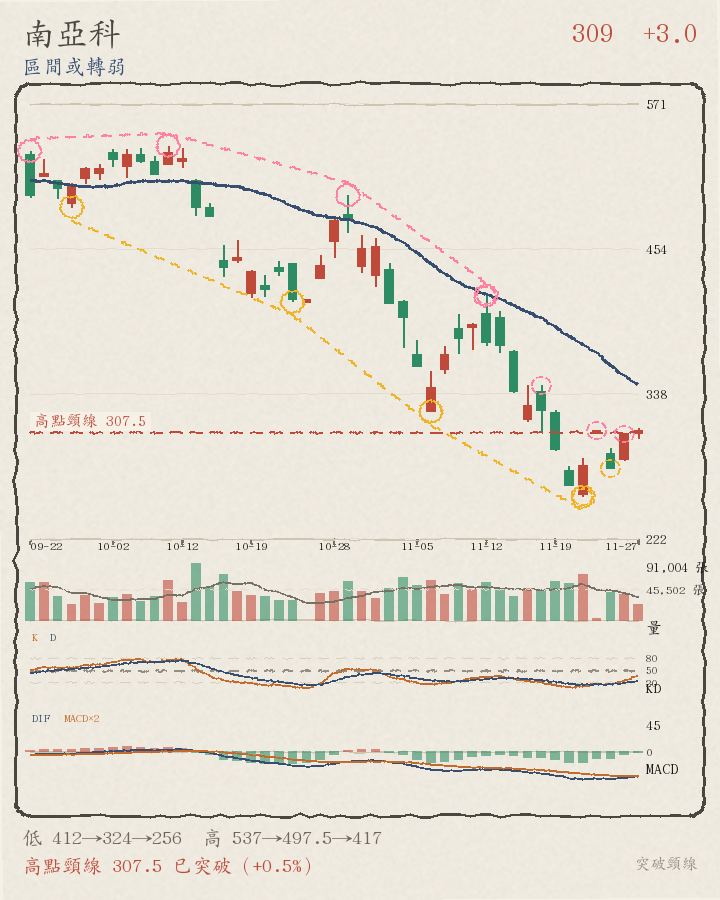 南亞科
309 +3.0
區間或轉弱
571
454
338
高點頸線 307.5
222
09-22 10-02 10-12 10-19 10-28 11-05 11-12 11-19 11-27
91,004 張
45,502 張
量
K D
80
50
20
KD
DIF MACD×2
45
0
MACD
低 412→324→256 高 537→497.5→417
高點頸線 307.5 已突破 (+0.5%)
突破頸線